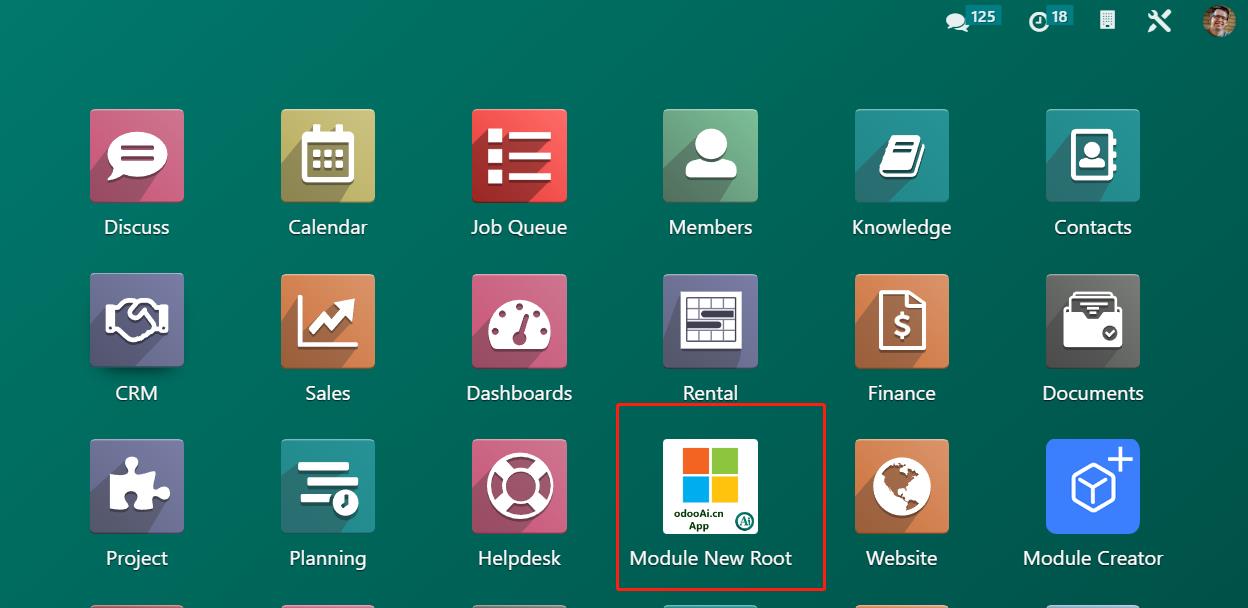 125
18
Discuss
Calendar
Job Queue
Members
Knowledge
Contacts
CRM
Sales
Dashboards
Rental
Finance
Documents
odooAi.cn
App
Ai
Project
Planning
Helpdesk
Module New Root
Website
Module Creator